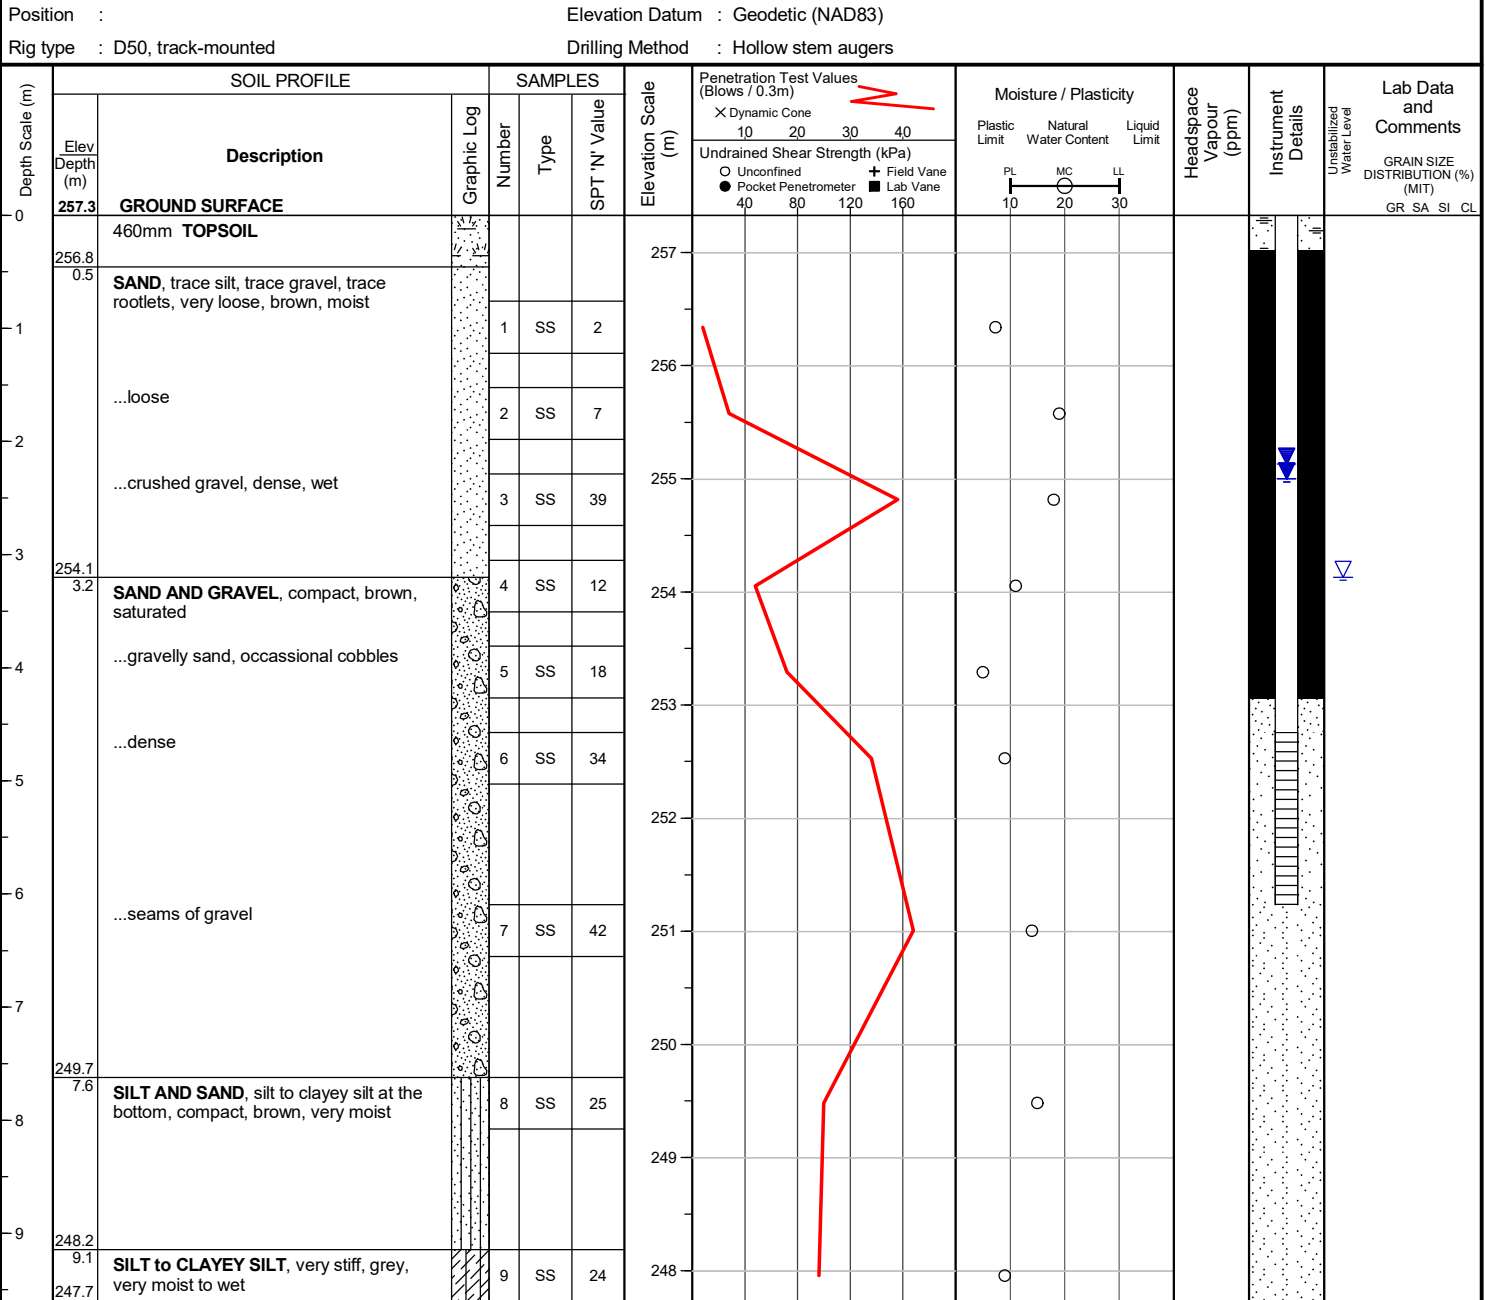 Position :
Elevation Datum : Geodetic (NAD83)
Rig type : D50, track-mounted
Drilling Method : Hollow stem augers
Depth Scale (m)
SOIL PROFILE
Elev
Depth
(m)
Description
Graphic Log
SAMPLES
Number
Type
SPT 'N' Value
Elevation Scale
(m)
Penetration Test Values
(Blows / 0.3m)
Dynamic Cone
10 20 30 40
Undrained Shear Strength (kPa)
Unconfined
Field Vane
Pocket Penetrometer
Lab Vane
40 80 120 160
Moisture / Plasticity
Plastic
Limit
Natural
Water Content
Liquid
Limit
PL MC LL
10 20 30
Headspace
Vapour
(ppm)
Instrument
Details
Unstabilized
Water Level
Lab Data
and
Comments
GRAIN SIZE
DISTRIBUTION (%)
(MIT)
GR SA SI CL
257.3 GROUND SURFACE
0
460mm TOPSOIL
256.8
0.5
SAND, trace silt, trace gravel, trace
rootlets, very loose, brown, moist
1 SS 2
...loose
2 SS 7
...crushed gravel, dense, wet
3 SS 39
254.1
3.2
SAND AND GRAVEL, compact, brown,
saturated
4 SS 12
...gravelly sand, occassional cobbles
5 SS 18
...dense
6 SS 34
...seams of gravel
7 SS 42
249.7
7.6
SILT AND SAND, silt to clayey silt at the
bottom, compact, brown, very moist
8 SS 25
248.2
9.1
SILT to CLAYEY SILT, very stiff, grey,
very moist to wet
247.7
9 SS 24
1
2
3
4
5
6
7
8
9
257
256
255
254
253
252
251
250
249
248